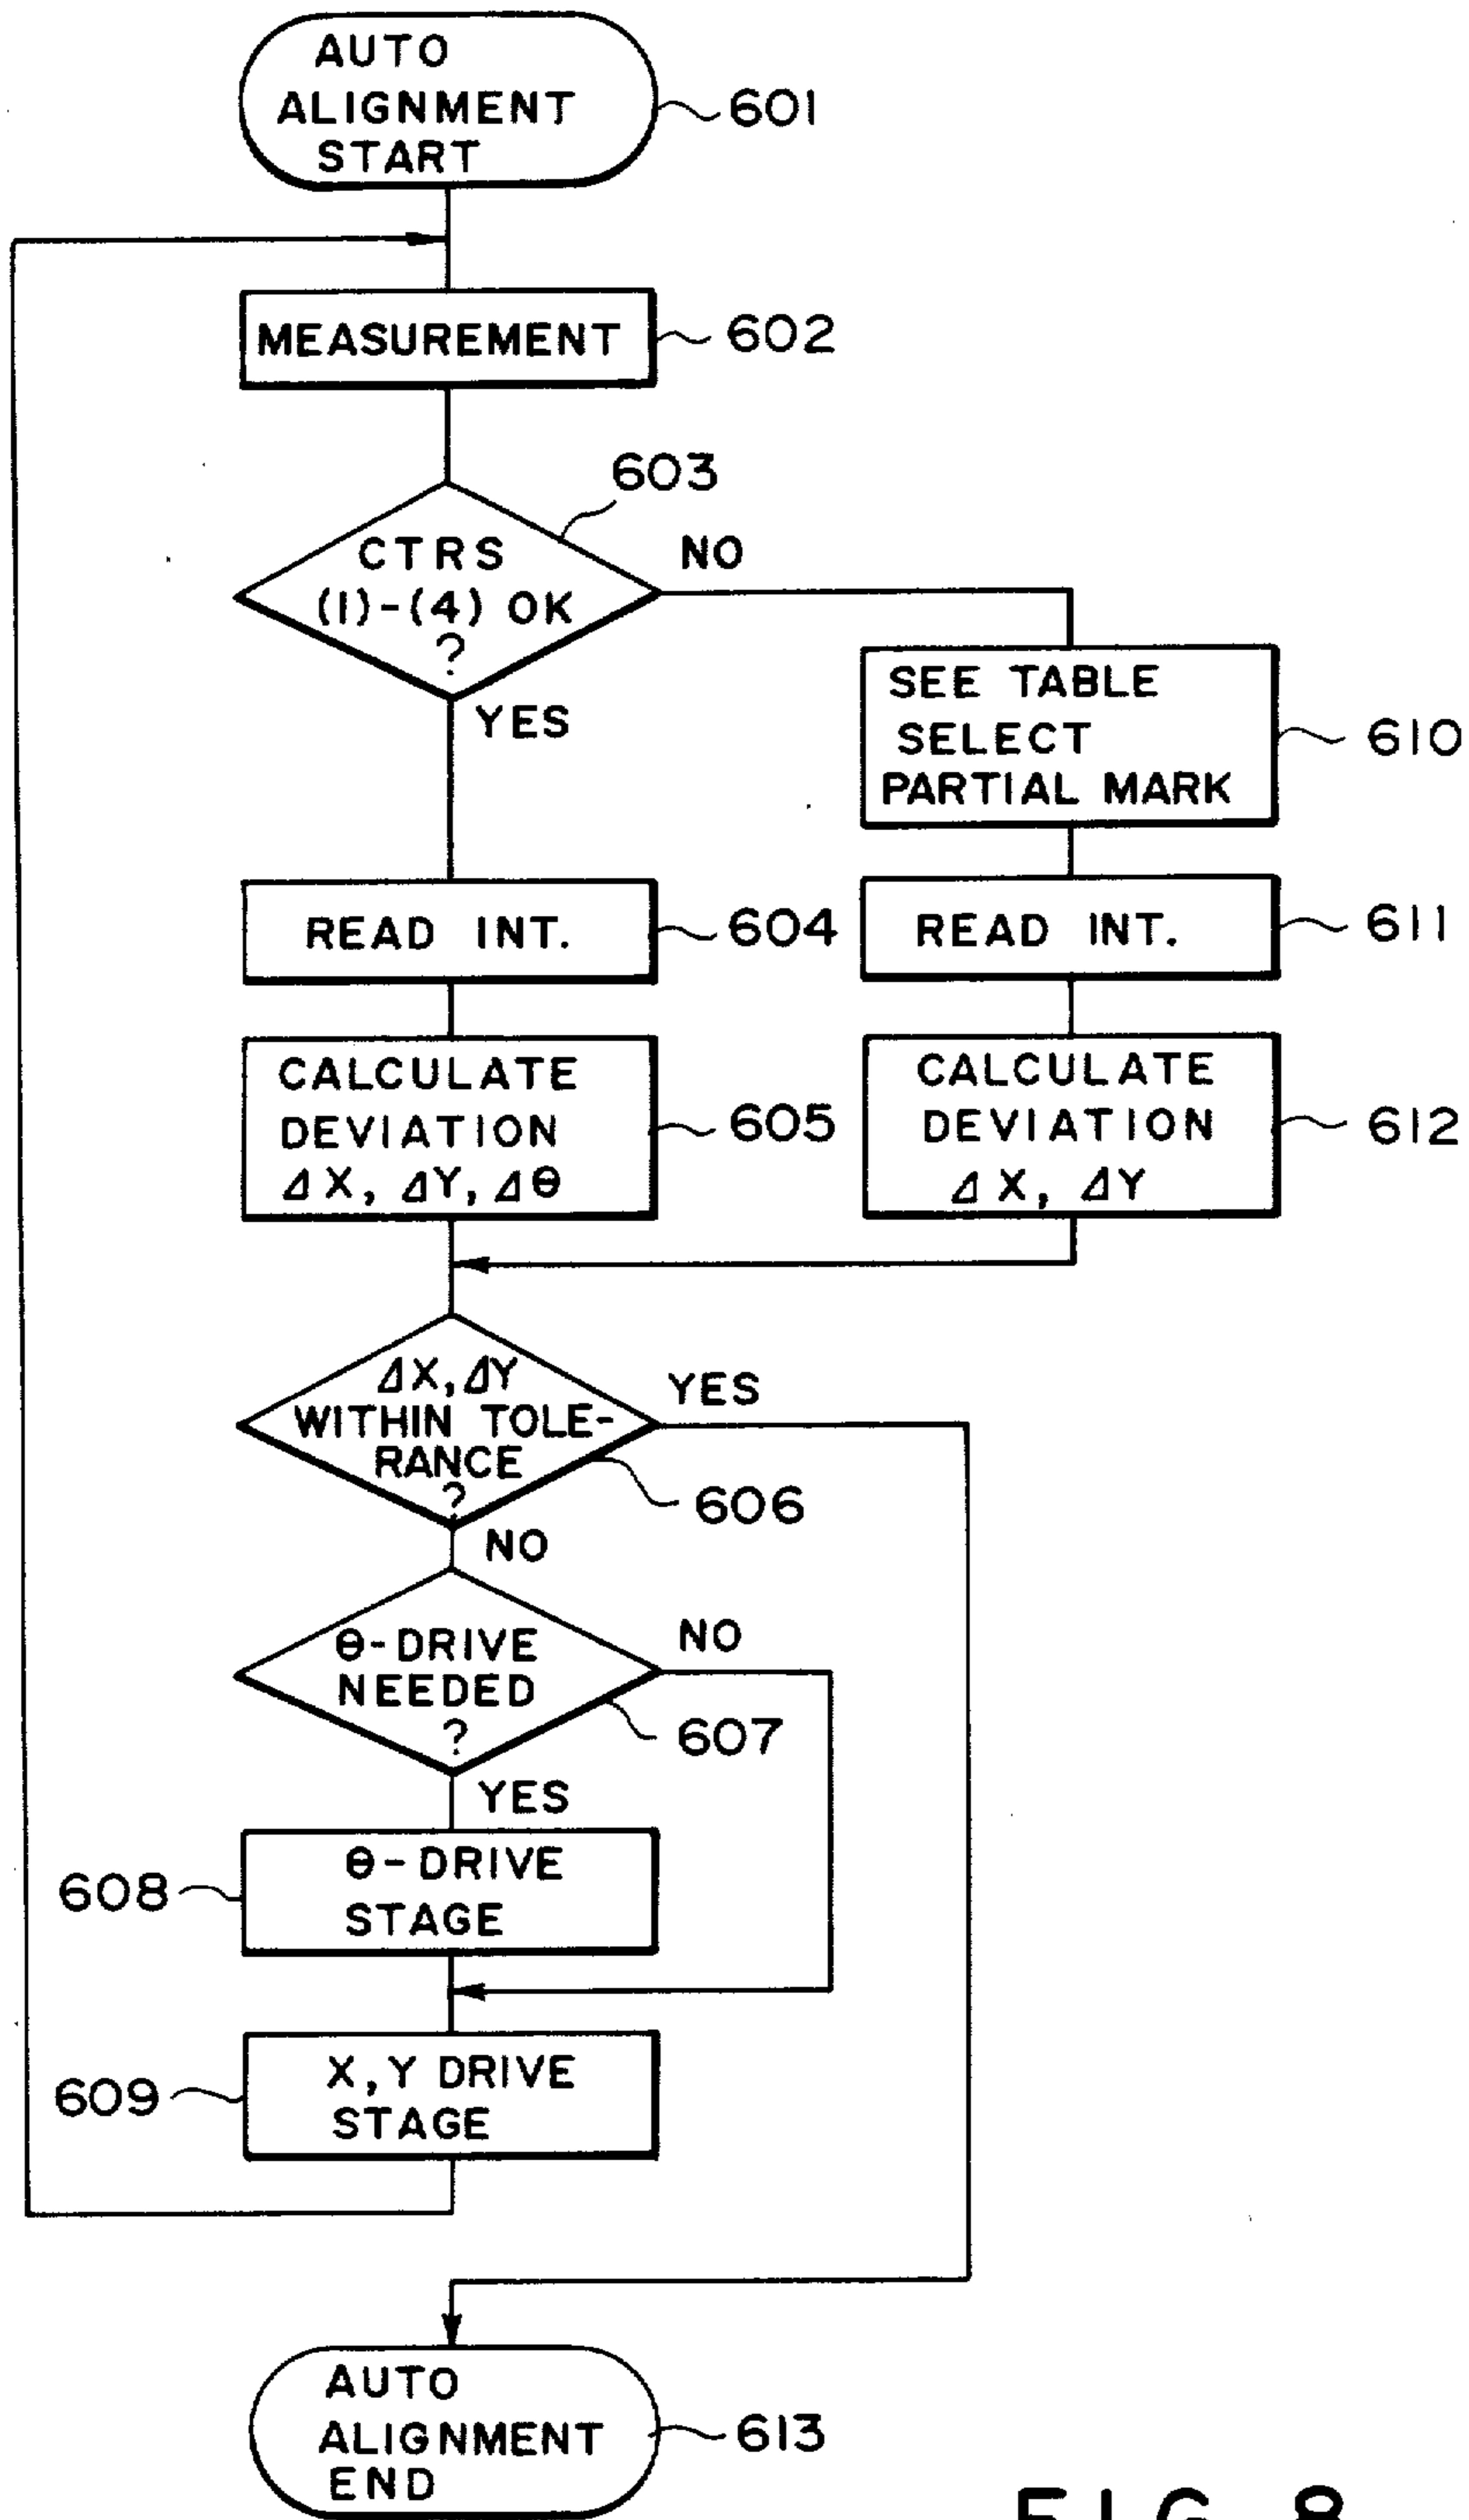 AUTO
ALIGNMENT
START
601
MEASUREMENT
602
603
CTRS
(1)-(4) OK
?
NO
YES
SEE TABLE
SELECT
PARTIAL MARK
610
READ INT.
604
READ INT.
611
CALCULATE
DEVIATION
ΔX, ΔY, Δθ
605
CALCULATE
DEVIATION
ΔX, ΔY
612
ΔX, ΔY
WITHIN TOLE-
RANCE
?
YES
606
NO
θ-DRIVE
NEEDED
?
NO
607
YES
608
θ-DRIVE
STAGE
609
X, Y DRIVE
STAGE
AUTO
ALIGNMENT
END
613
FIG. 8